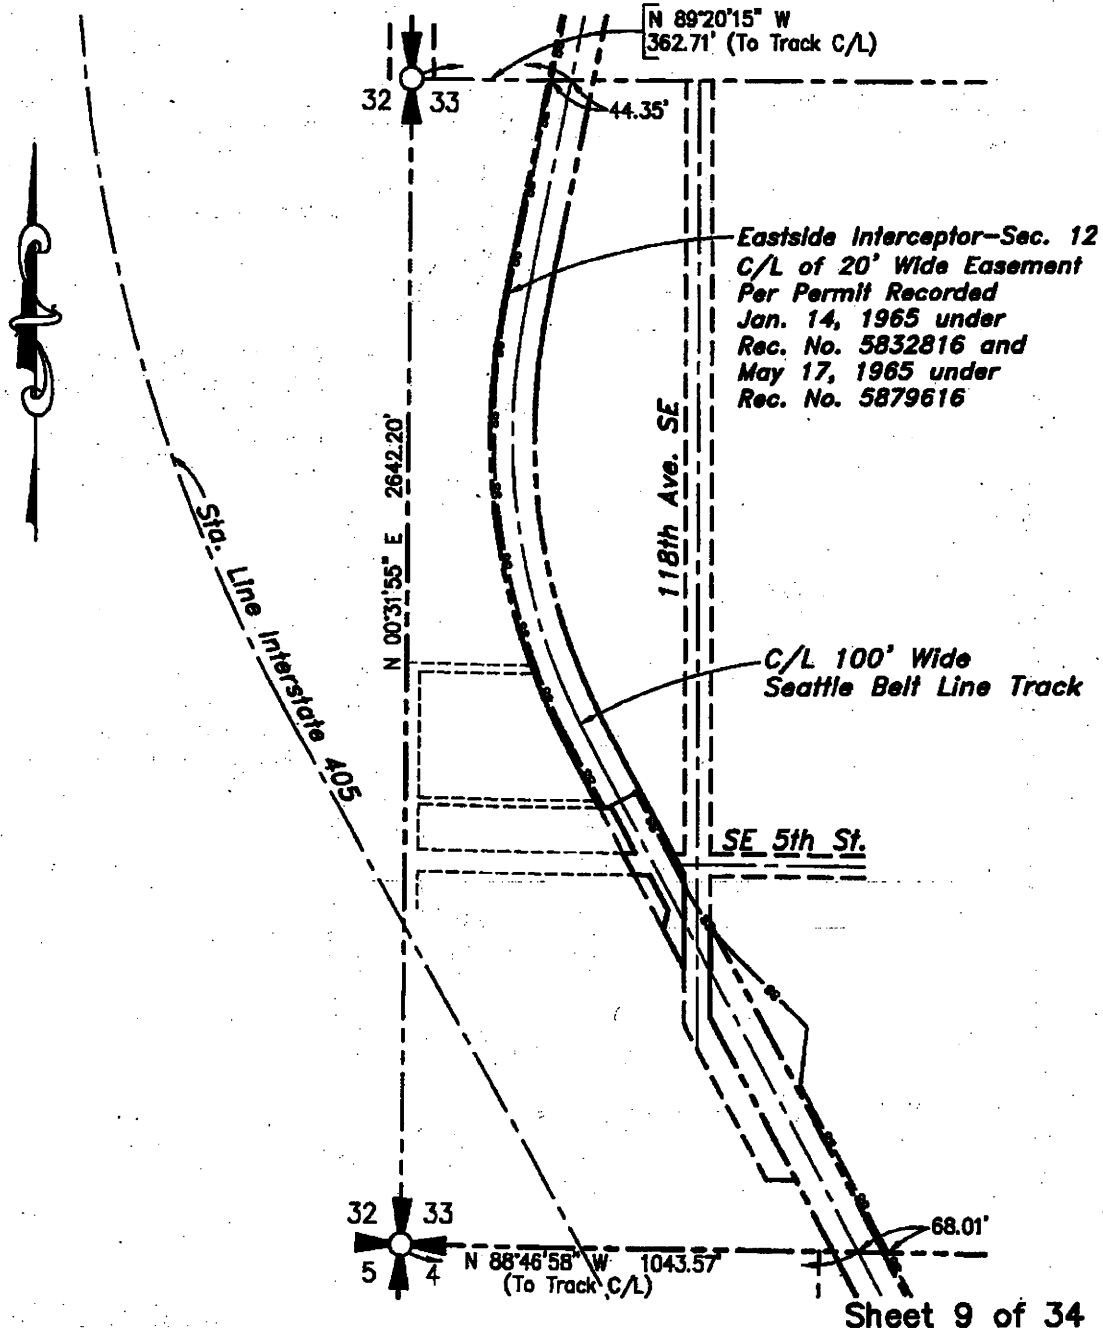 N 89°20'15" W
362.71' (To Track C/L)
32 33
44.35'
Eastside Interceptor-Sec. 12
C/L of 20' Wide Easement
Per Permit Recorded
Jan. 14, 1965 under
Rec. No. 5832816 and
May 17, 1965 under
Rec. No. 5879616
N 00°31'55" E 2642.20'
118th Ave. SE
Sta. Line Interstate 405
C/L 100' Wide
Seattle Belt Line Track
SE 5th St.
32 33
68.01'
5 4
N 88°46'58" W 1043.57'
(To Track C/L)
Sheet 9 of 34